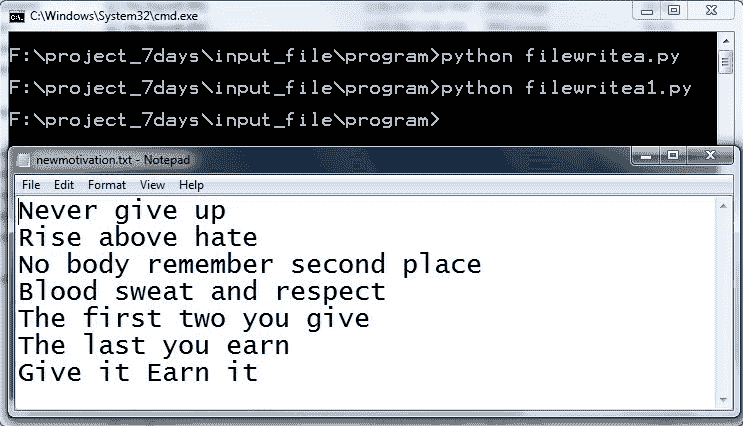 C:\Windows\System32\cmd.exe
F:\project_7days\input_file\program>python filewritea.py
F:\project_7days\input_file\program>python filewritea1.py
F:\project_7days\input_file\program>
newmotivation.txt - Notepad
File Edit Format View Help
Never give up
Rise above hate
No body remember second place
Blood sweat and respect
The first two you give
The last you earn
Give it Earn it